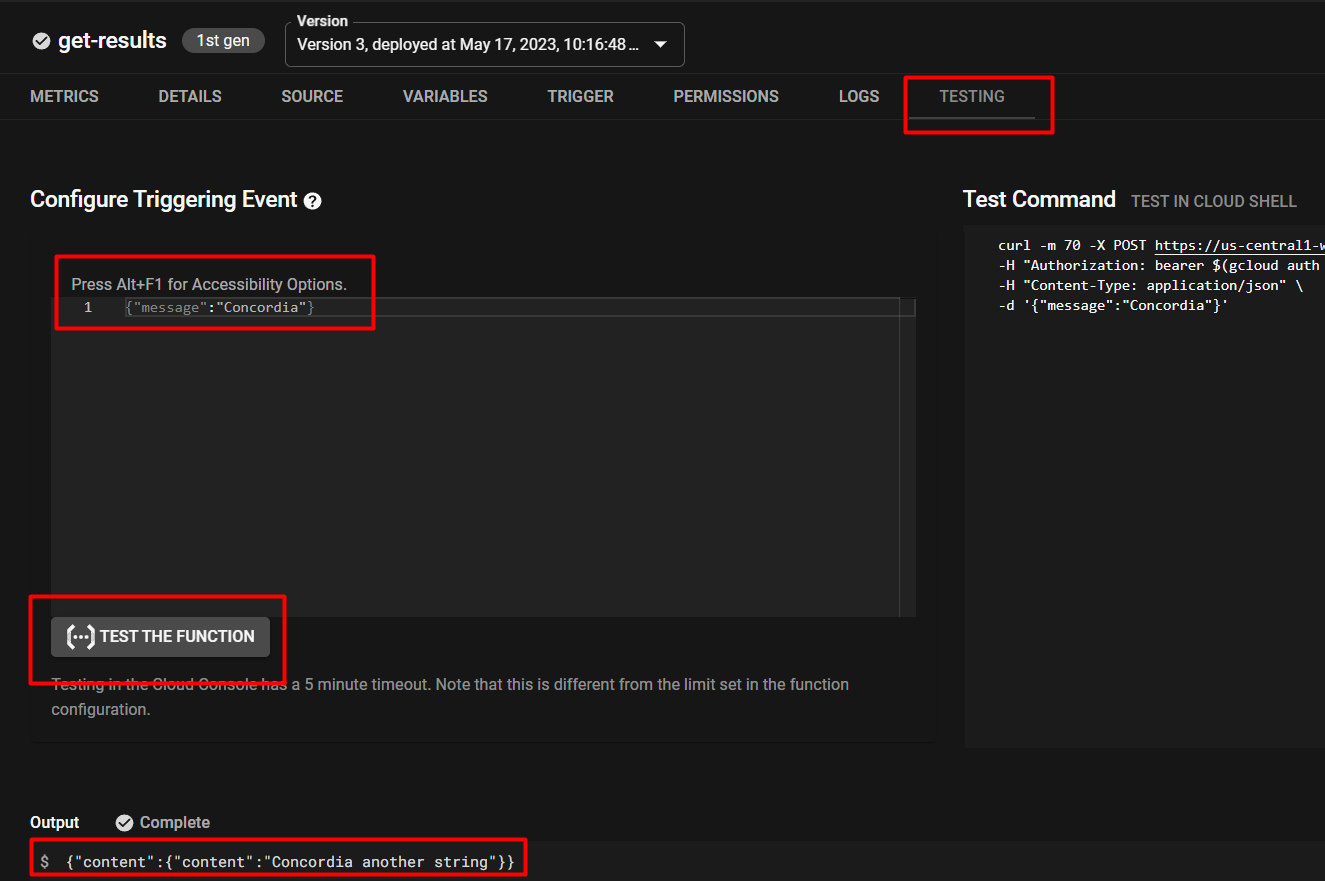 get-results 1st gen Version
Version 3, deployed at May 17, 2023, 10:16:48 ...
METRICS DETAILS SOURCE VARIABLES TRIGGER PERMISSIONS LOGS TESTING
Configure Triggering Event
Press Alt+F1 for Accessibility Options.
1 {"message":"Concordia"}
TEST THE FUNCTION
Testing in the Cloud Console has a 5 minute timeout. Note that this is different from the limit set in the function
configuration.
Test Command TEST IN CLOUD SHELL
curl -m 70 -X POST https://us-central1-w
-H "Authorization: bearer $(gcloud auth
-H "Content-Type: application/json" \
-d '{"message":"Concordia"}'
Output Complete
$ {"content":{"content":"Concordia another string"}}